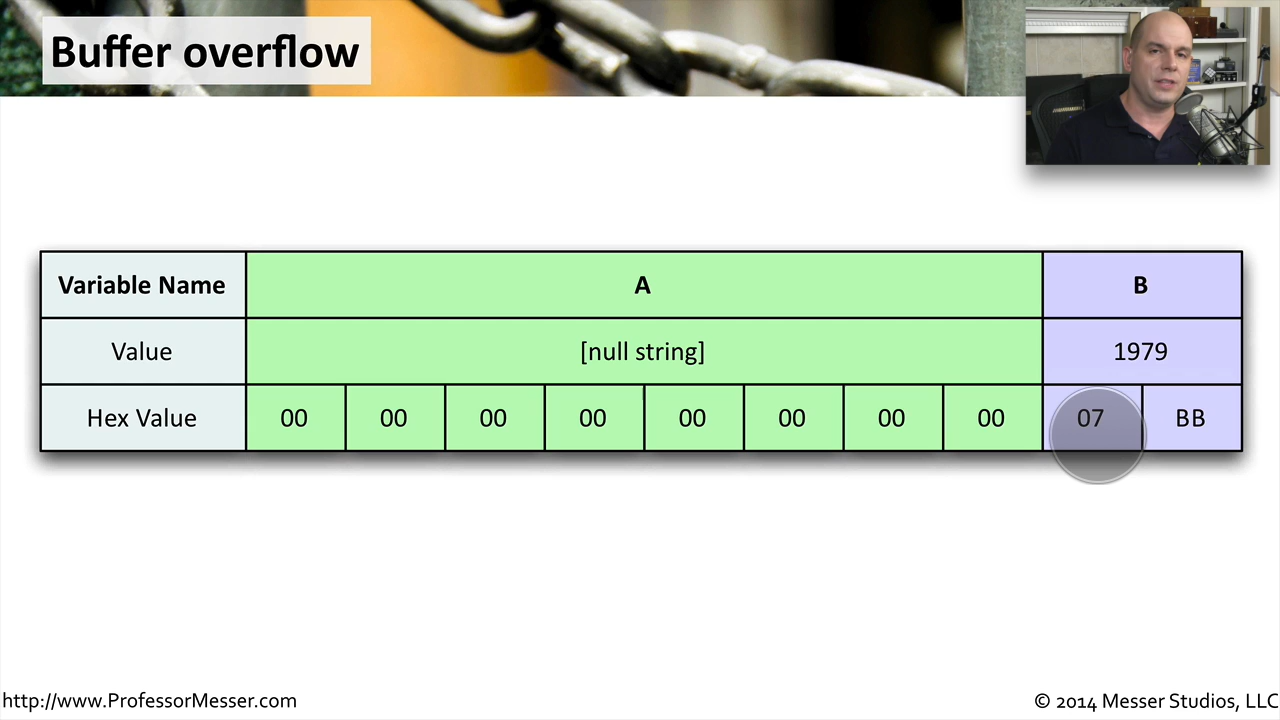 Buffer overflow
Variable Name A B
Value [null string] 1979
Hex Value 00 00 00 00 00 00 00 00 07 BB
http://www.ProfessorMesser.com © 2014 Messer Studios, LLC